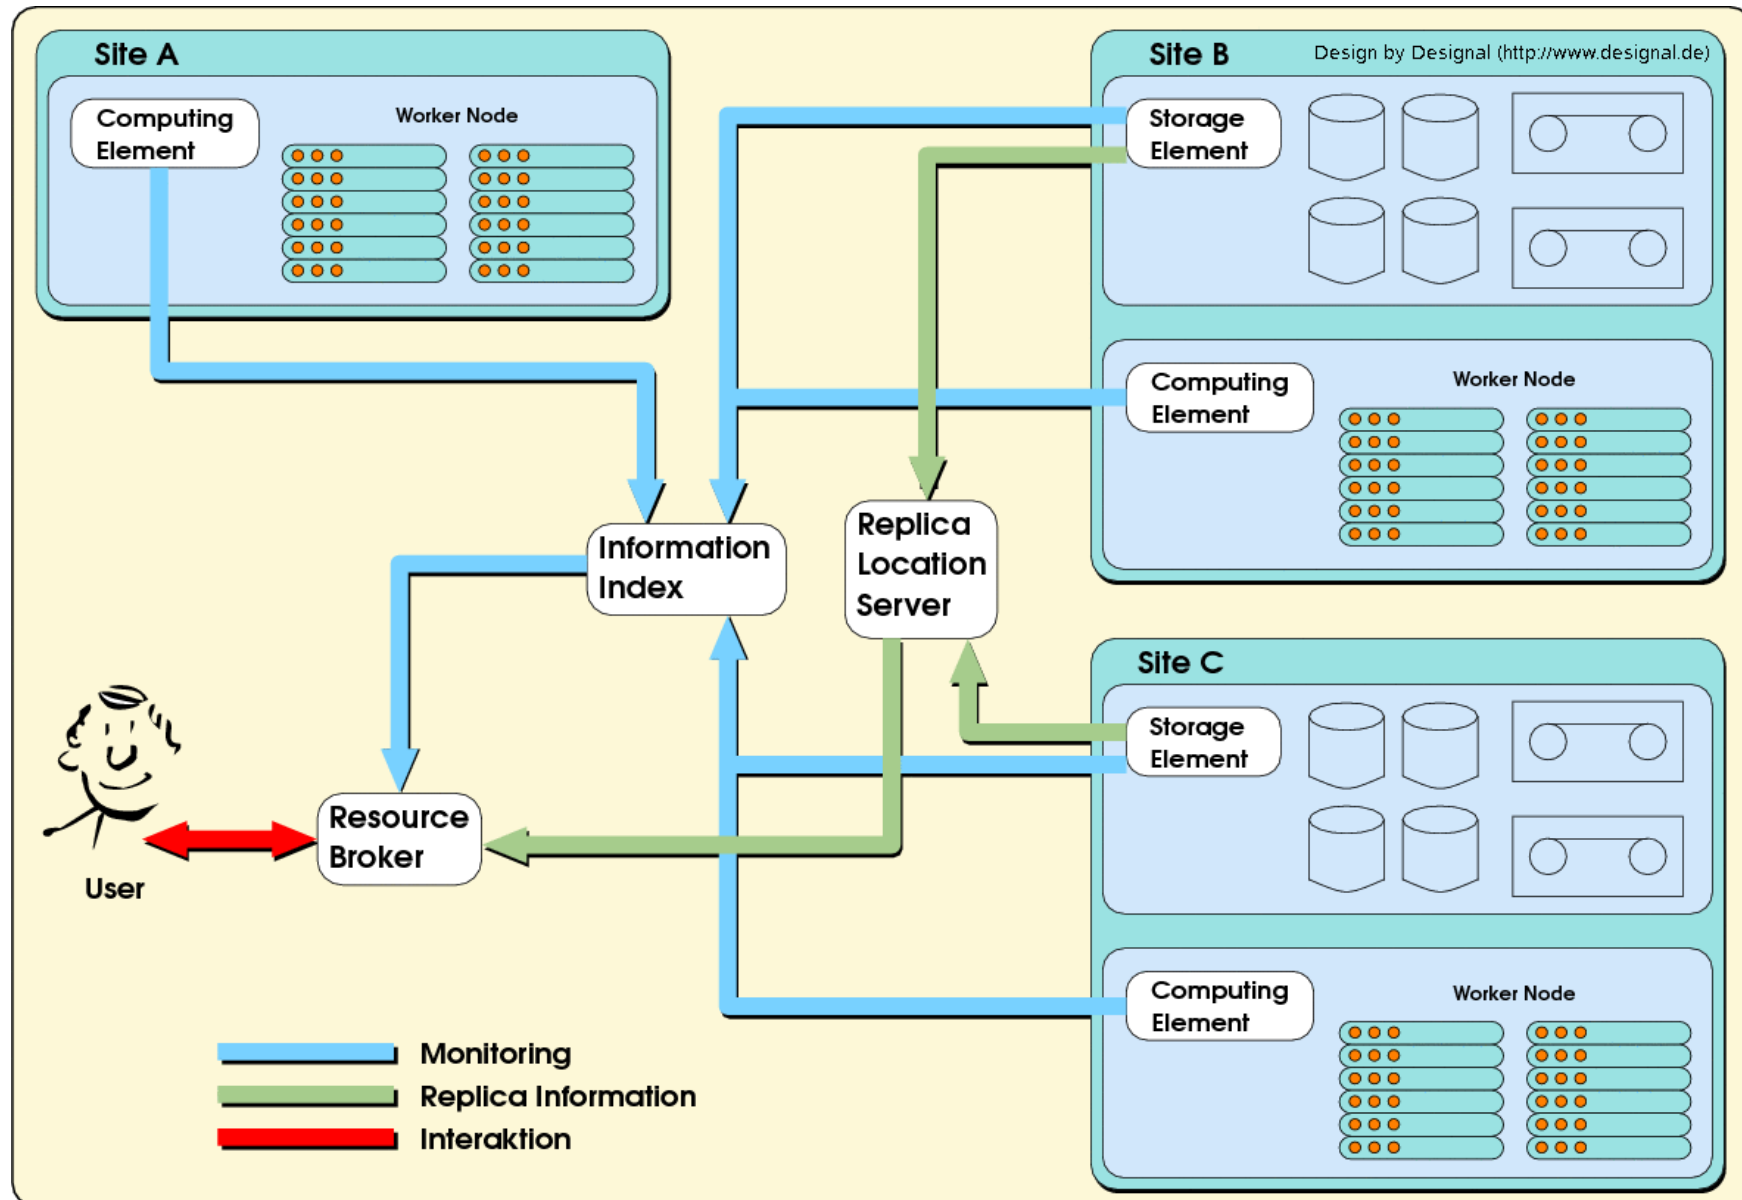 Site A
Computing
Element
Worker Node
Site B
Design by Designal (http://www.designal.de)
Storage
Element
Computing
Element
Worker Node
Information
Index
Replica
Location
Server
Site C
Storage
Element
Computing
Element
Worker Node
Resource
Broker
User
Monitoring
Replica Information
Interaktion